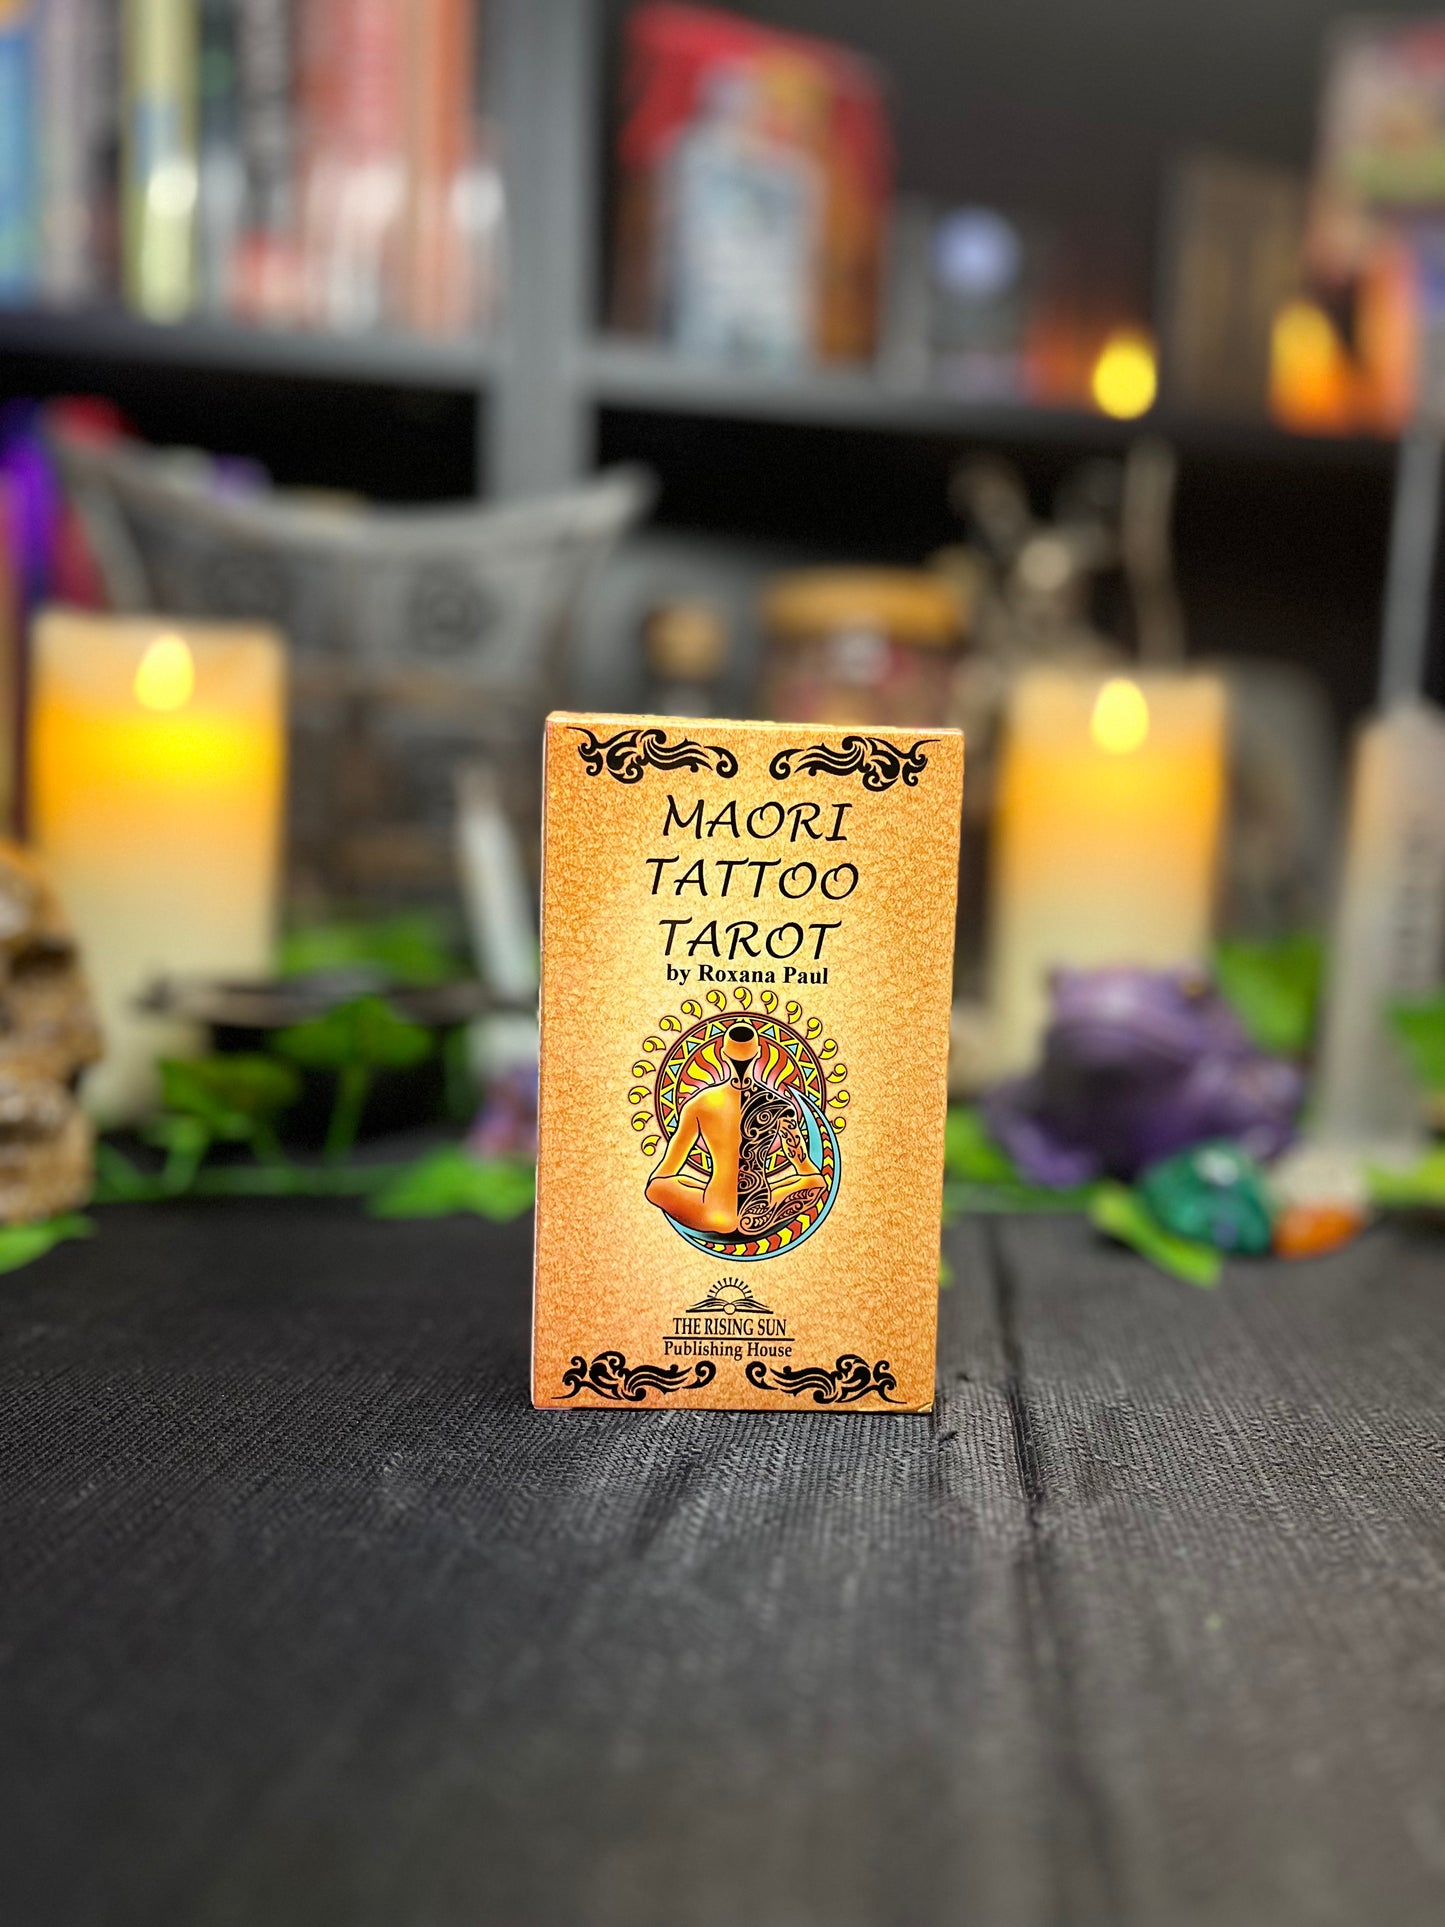 MAORI
TATTOO
TAROT
by Roxana Paul
THE RISING SUN
Publishing House